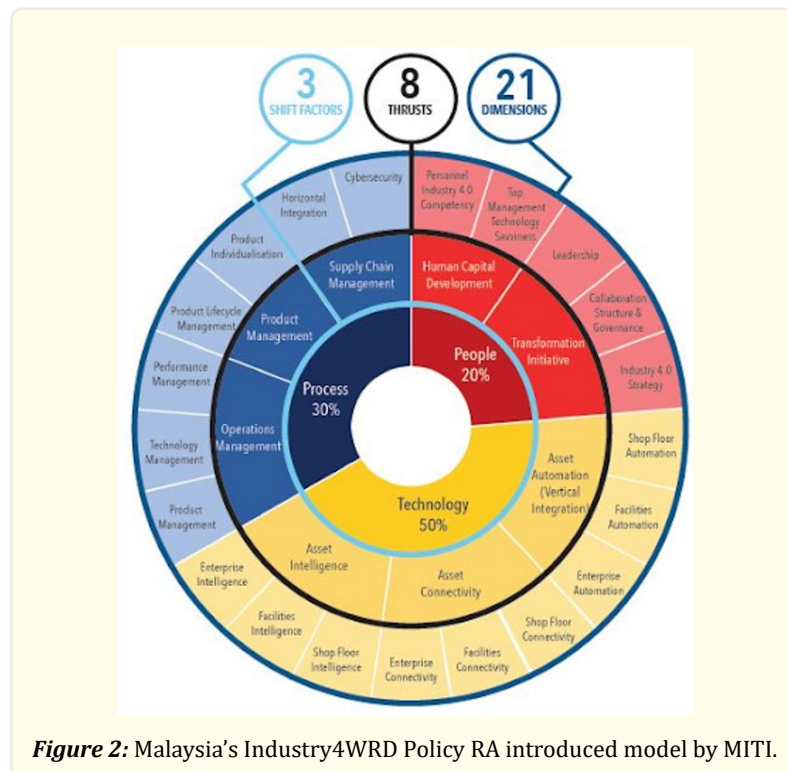 3
SHIFT FACTORS
8
THRUSTS
21
DIMENSIONS
Cybersecurity
Horizontal
Integration
Product
Individualisation
Product Lifecycle
Management
Performance
Management
Technology
Management
Product
Management
Personnel
Industry 4.0
Competency
Top
Management
Technology
Savviness
Leadership
Collaboration
Structure &
Governance
Industry 4.0
Strategy
Shop Floor
Automation
Facilities
Automation
Enterprise
Automation
Shop Floor
Connectivity
Facilities
Connectivity
Enterprise
Connectivity
Shop Floor
Intelligence
Facilities
Intelligence
Enterprise
Intelligence
Supply Chain
Management
Product
Management
Operations
Management
Human Capital
Development
Transformation
Initiative
Asset
Automation
(Vertical
Integration)
Asset
Connectivity
Asset
Intelligence
Process
30%
People
20%
Technology
50%
Figure 2: Malaysia's Industry4WRD Policy RA introduced model by MITI.